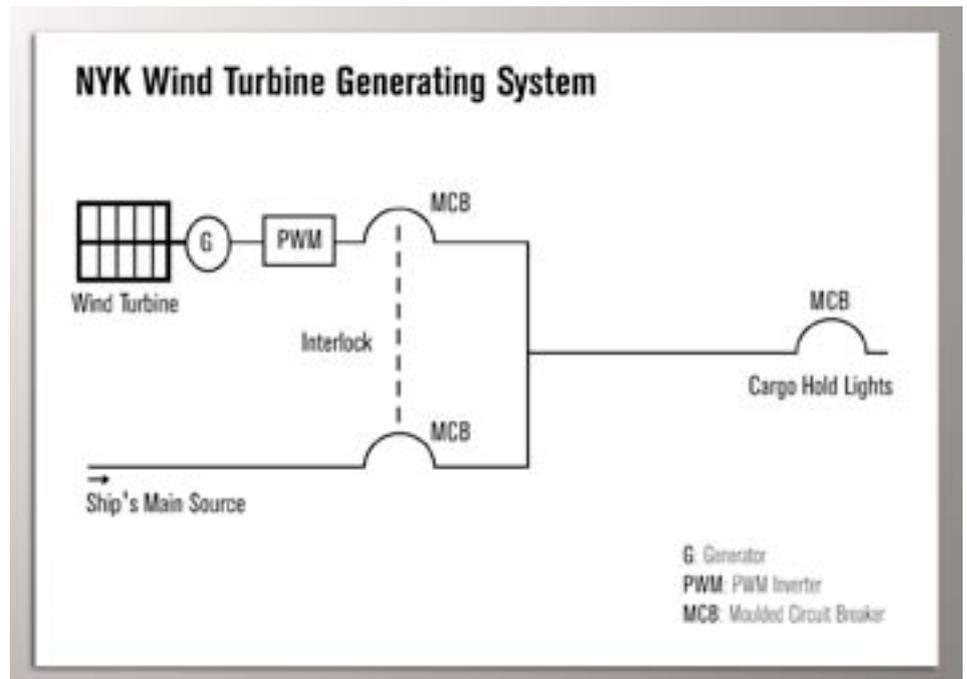 NYK Wind Turbine Generating System
MCB
G
PWM
Wind Turbine
Interlock
MCB
Cargo Hold Lights
MCB
Ship's Main Source
G: Generator
PWM: PWM Inverter
MCB: Moulded Circuit Breaker